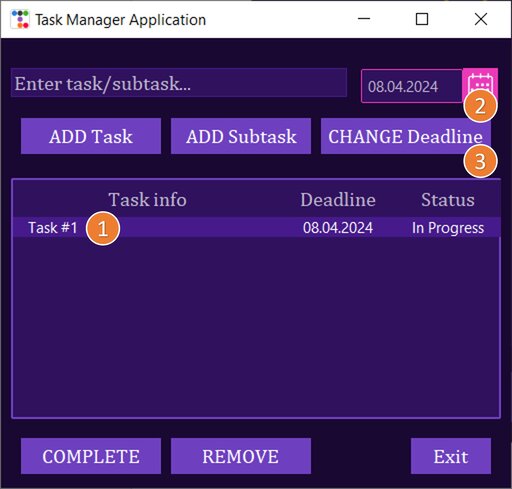 Task Manager Application
Enter task/subtask...
08.04.2024
2
ADD Task
ADD Subtask
CHANGE Deadline
3
Task info
Deadline
Status
Task #1
1
08.04.2024
In Progress
COMPLETE
REMOVE
Exit